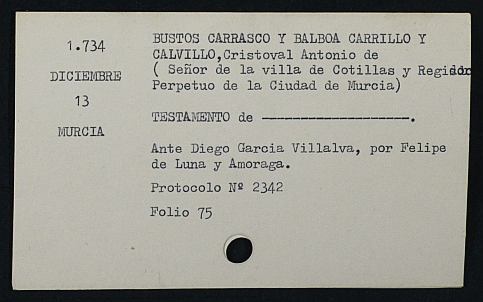 1.734
DICIEMBRE
13
MURCIA
BUSTOS CARRASCO Y BALBOA CARRILLO Y
CALVILLO,Cristoval Antonio de
( Señor de la villa de Cotillas y Regidor
Perpetuo de la Ciudad de Murcia)
TESTAMENTO de -------------------.
Ante Diego Garcia Villalva, por Felipe
de Luna y Amoraga.
Protocolo Nº 2342
Folio 75